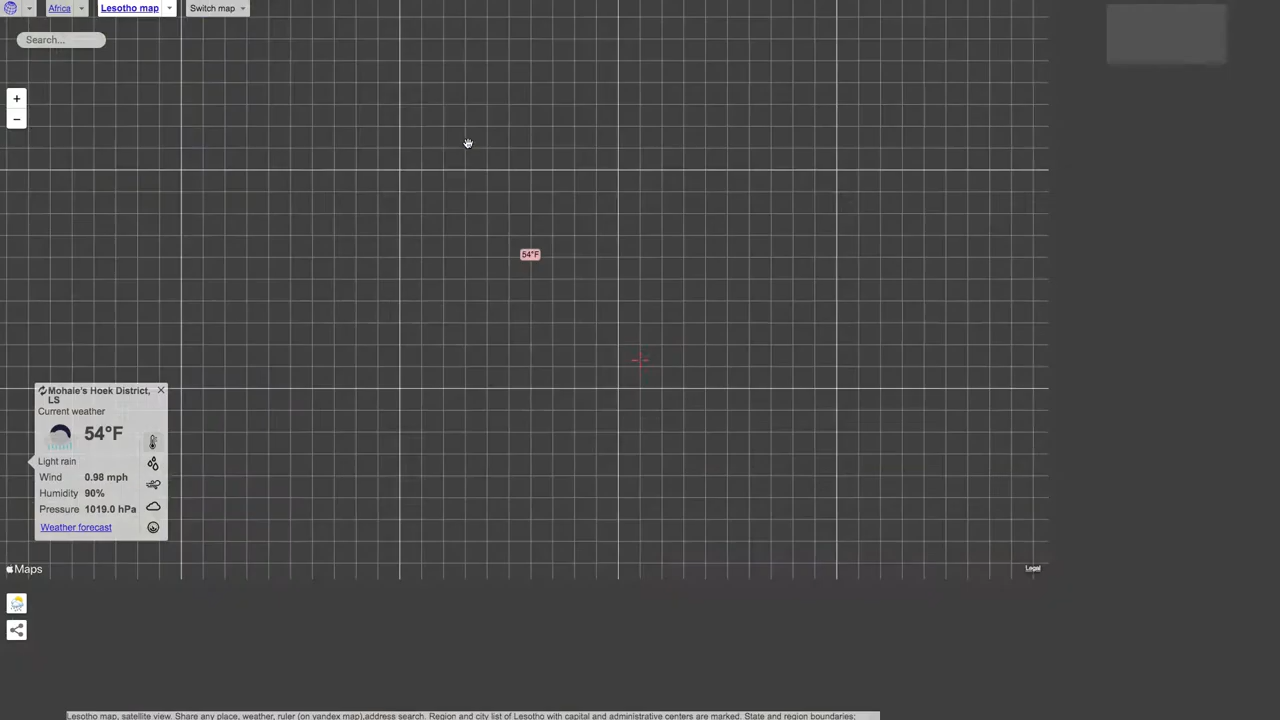 Africa
Lesotho map
Switch map
Search...
+
−
54°F
Mohale's Hoek District,
LS
Current weather
54°F
Light rain
Wind 0.98 mph
Humidity 90%
Pressure 1019.0 hPa
Weather forecast
Maps
Legal
Lesotho map, satellite view. Share any place, weather, ruler (on yandex map),address search. Region and city list of Lesotho with capital and administrative centers are marked. State and region boundaries;